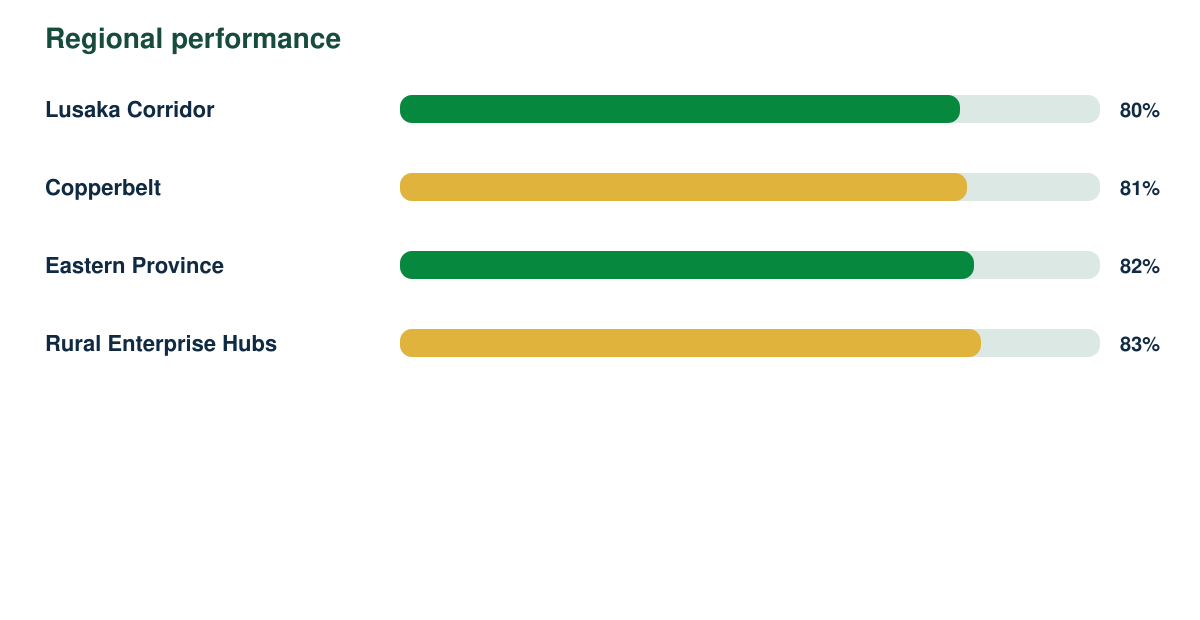 Regional performance
Lusaka Corridor 80%
Copperbelt 81%
Eastern Province 82%
Rural Enterprise Hubs 83%